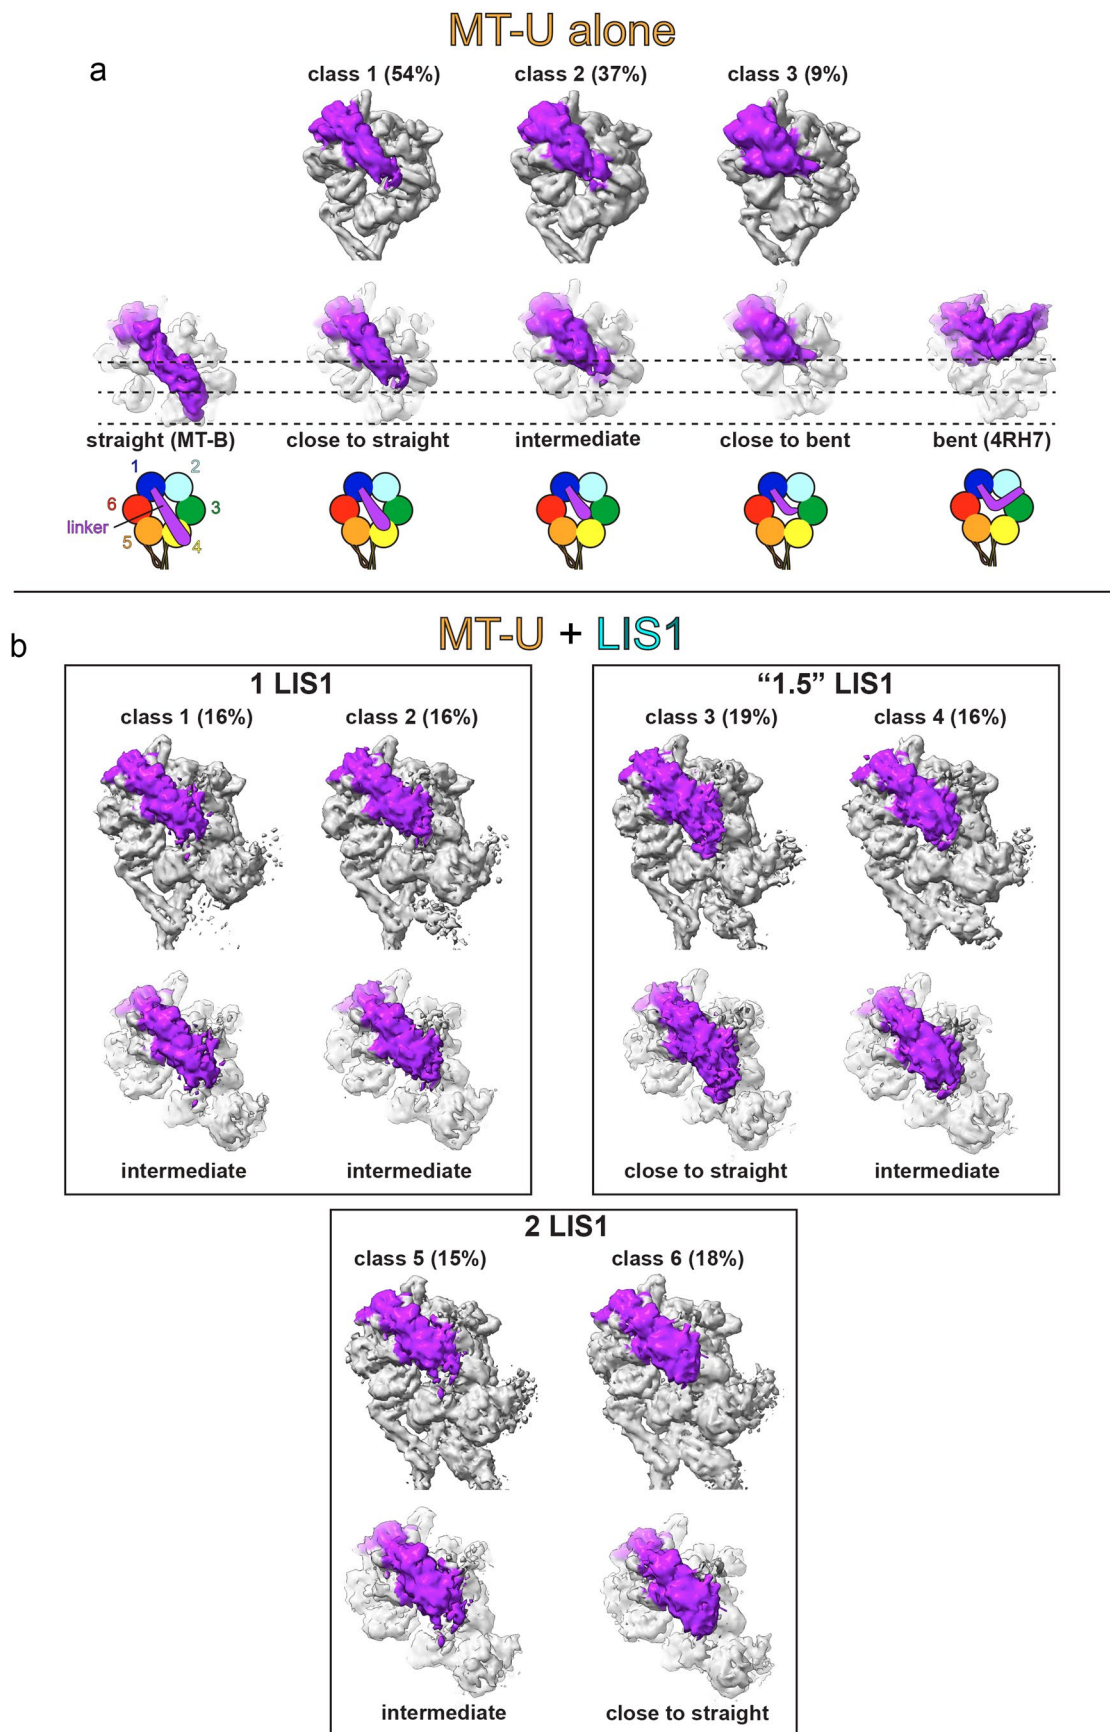 MT-U alone
a
class 1 (54%) class 2 (37%) class 3 (9%)
straight (MT-B) close to straight intermediate close to bent bent (4RH7)
1 2
6 3
linker
5 4
b
MT-U + LIS1
1 LIS1 “1.5” LIS1
class 1 (16%) class 2 (16%) class 3 (19%) class 4 (16%)
intermediate intermediate close to straight intermediate
2 LIS1
class 5 (15%) class 6 (18%)
intermediate close to straight